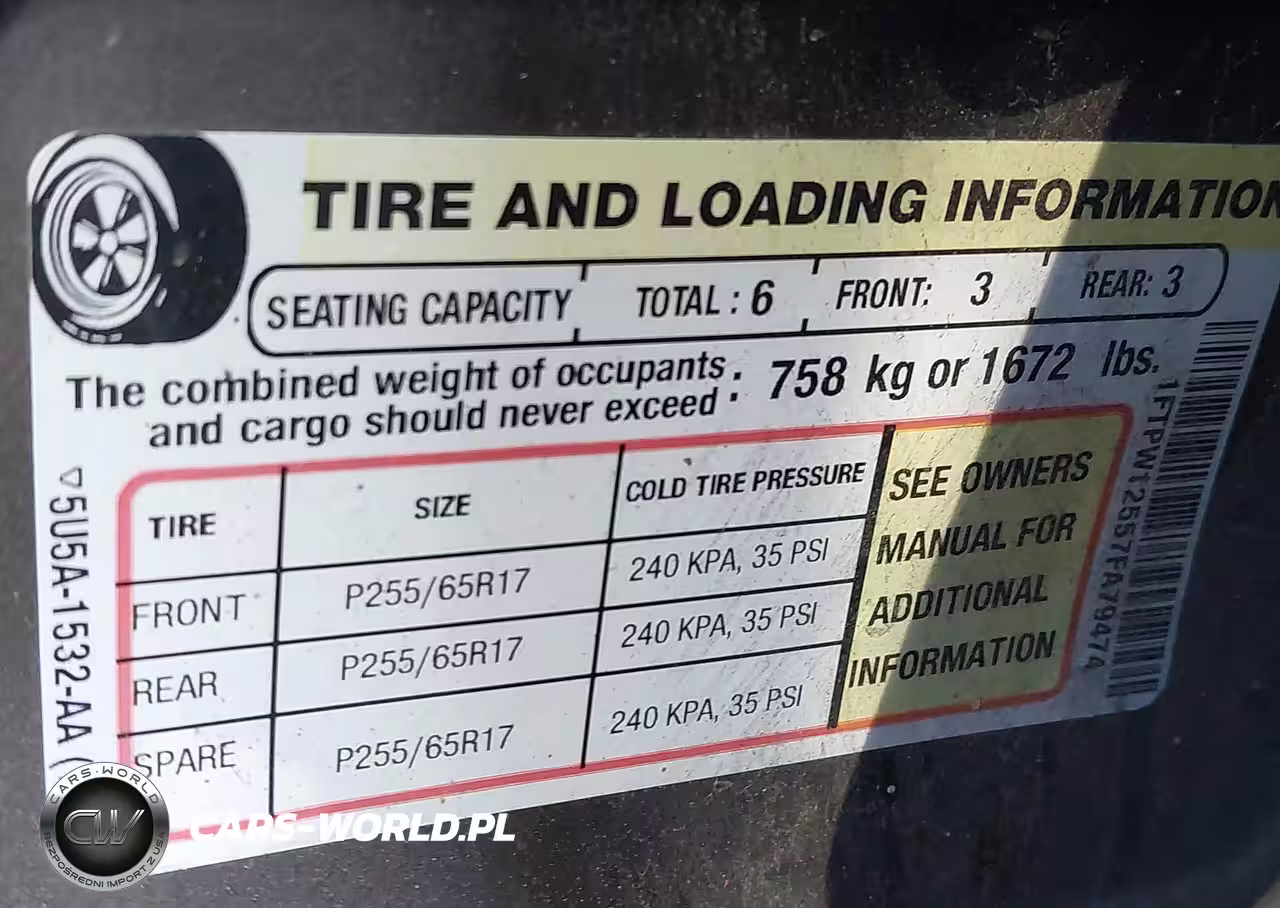 TIRE AND LOADING INFORMATION
SEATING CAPACITY TOTAL : 6 FRONT: 3 REAR: 3
The combined weight of occupants : 758 kg or 1672 lbs.
and cargo should never exceed :
TIRE SIZE COLD TIRE PRESSURE
FRONT P255/65R17 240 KPA, 35 PSI
REAR P255/65R17 240 KPA, 35 PSI
SPARE P255/65R17 240 KPA, 35 PSI
SEE OWNERS
MANUAL FOR
ADDITIONAL
INFORMATION
5U5A-1532-AA (
1FTPW12557FA79474
CARS-WORLD
CW
BEZPOŚREDNI IMPORT Z USA
CARS-WORLD.PL